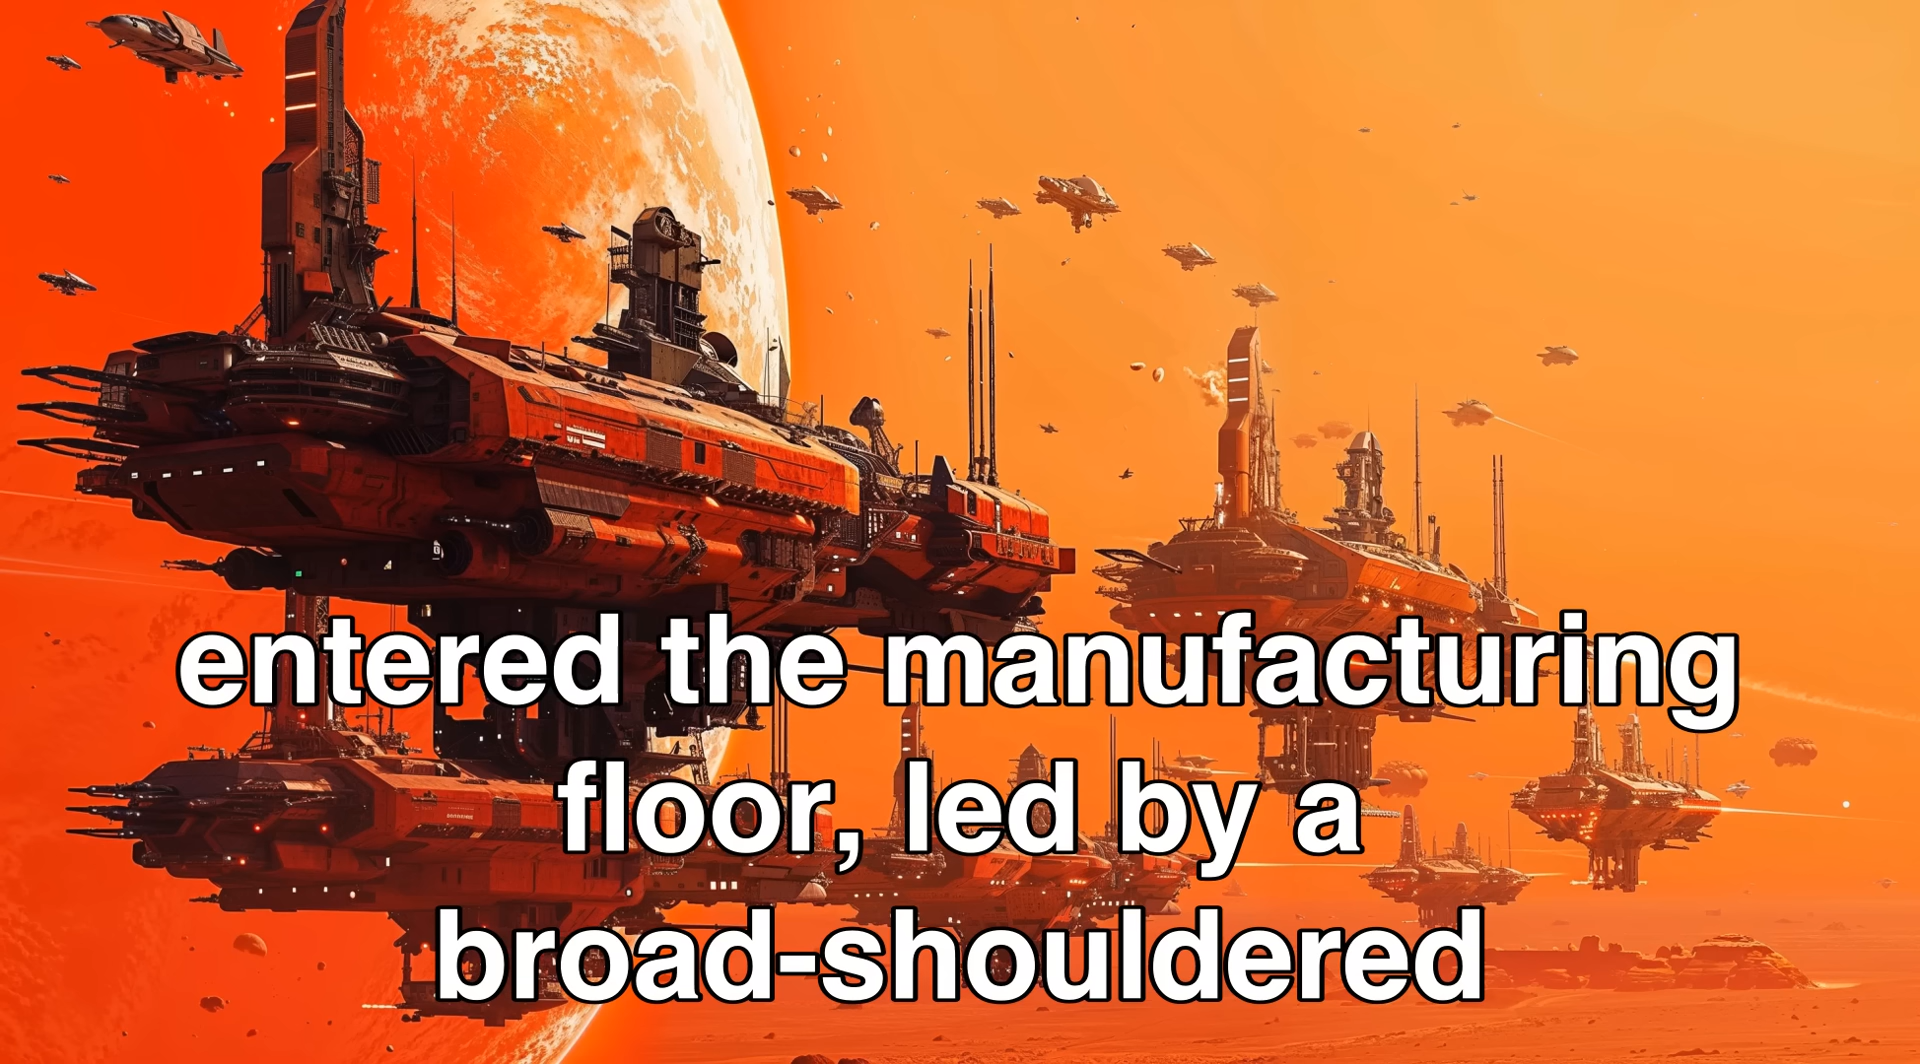 entered the manufacturing
floor, led by a
broad-shouldered